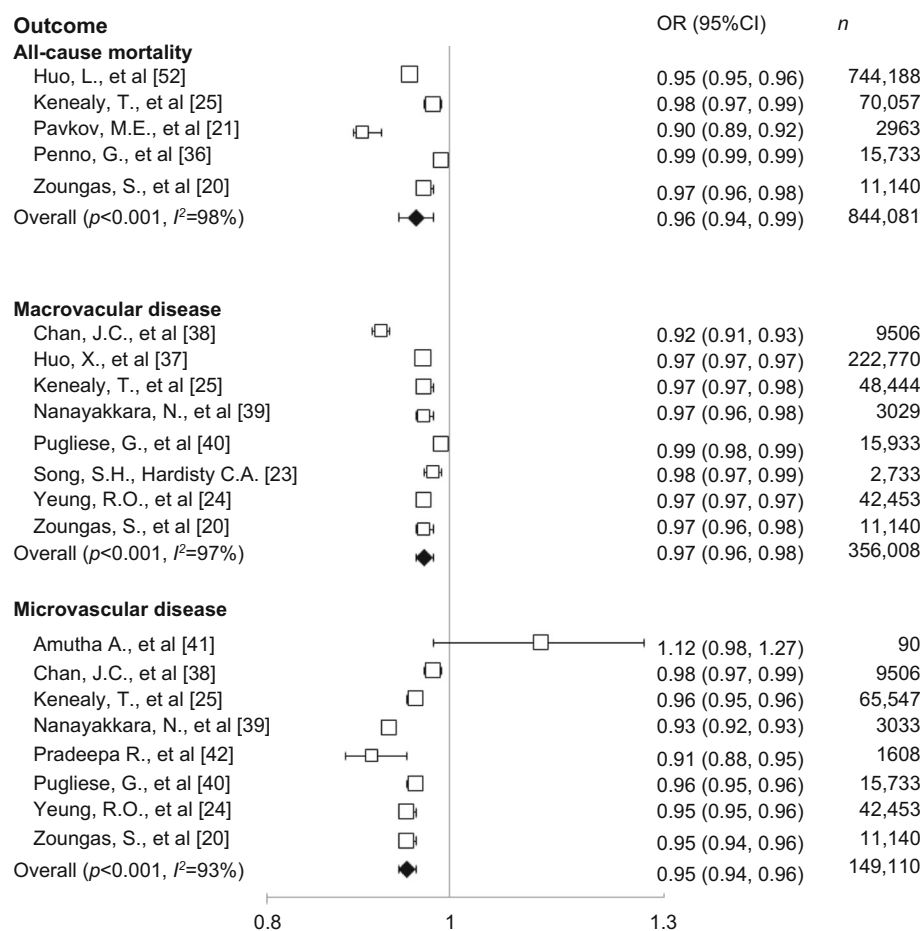 Outcome OR (95%CI) n
All-cause mortality
Huo, L., et al [52] 0.95 (0.95, 0.96) 744,188
Kenealy, T., et al [25] 0.98 (0.97, 0.99) 70,057
Pavkov, M.E., et al [21] 0.90 (0.89, 0.92) 2963
Penno, G., et al [36] 0.99 (0.99, 0.99) 15,733
Zoungas, S., et al [20] 0.97 (0.96, 0.98) 11,140
Overall (p<0.001, I²=98%) 0.96 (0.94, 0.99) 844,081
Macrovacular disease
Chan, J.C., et al [38] 0.92 (0.91, 0.93) 9506
Huo, X., et al [37] 0.97 (0.97, 0.97) 222,770
Kenealy, T., et al [25] 0.97 (0.97, 0.98) 48,444
Nanayakkara, N., et al [39] 0.97 (0.96, 0.98) 3029
Pugliese, G., et al [40] 0.99 (0.98, 0.99) 15,933
Song, S.H., Hardisty C.A. [23] 0.98 (0.97, 0.99) 2,733
Yeung, R.O., et al [24] 0.97 (0.97, 0.97) 42,453
Zoungas, S., et al [20] 0.97 (0.96, 0.98) 11,140
Overall (p<0.001, I²=97%) 0.97 (0.96, 0.98) 356,008
Microvascular disease
Amutha A., et al [41] 1.12 (0.98, 1.27) 90
Chan, J.C., et al [38] 0.98 (0.97, 0.99) 9506
Kenealy, T., et al [25] 0.96 (0.95, 0.96) 65,547
Nanayakkara, N., et al [39] 0.93 (0.92, 0.93) 3033
Pradeepa R., et al [42] 0.91 (0.88, 0.95) 1608
Pugliese, G., et al [40] 0.96 (0.95, 0.96) 15,733
Yeung, R.O., et al [24] 0.95 (0.95, 0.96) 42,453
Zoungas, S., et al [20] 0.95 (0.94, 0.96) 11,140
Overall (p<0.001, I²=93%) 0.95 (0.94, 0.96) 149,110
0.8 1 1.3